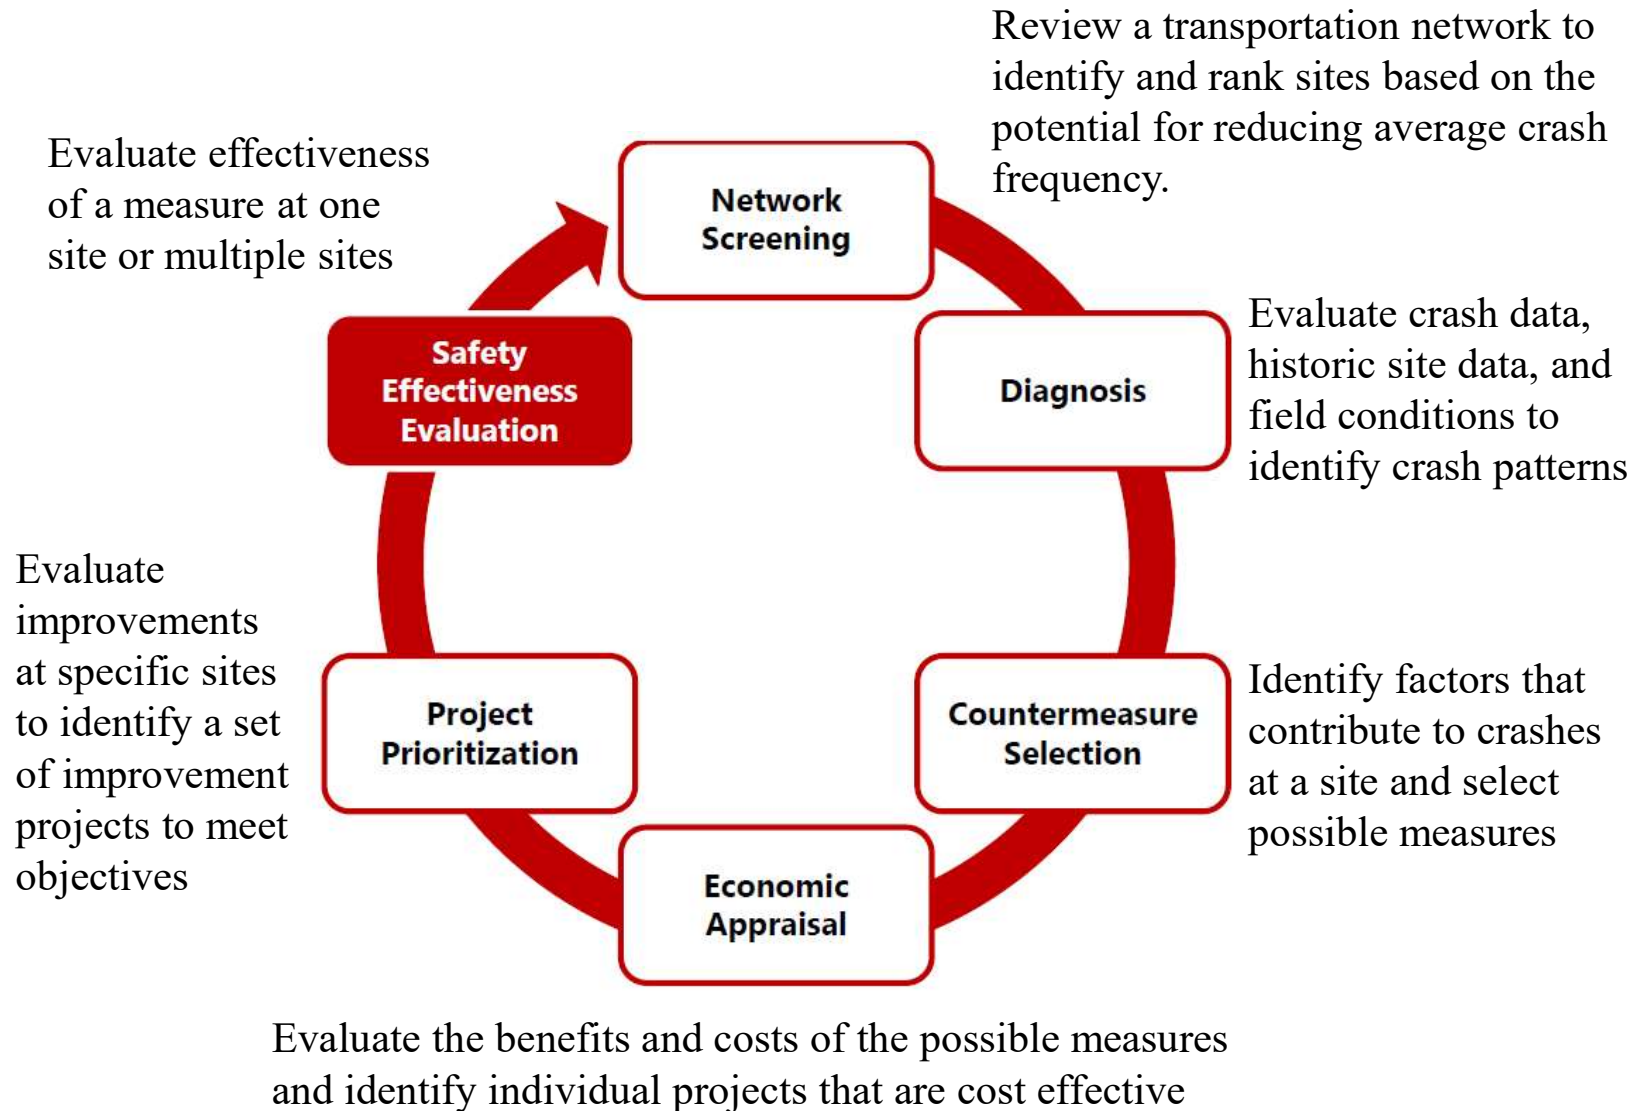 Review a transportation network to
identify and rank sites based on the
potential for reducing average crash
frequency.
Evaluate effectiveness
of a measure at one
site or multiple sites
Network
Screening
Safety
Effectiveness
Evaluation
Diagnosis
Evaluate crash data,
historic site data, and
field conditions to
identify crash patterns
Evaluate
improvements
at specific sites
to identify a set
of improvement
projects to meet
objectives
Project
Prioritization
Countermeasure
Selection
Identify factors that
contribute to crashes
at a site and select
possible measures
Economic
Appraisal
Evaluate the benefits and costs of the possible measures
and identify individual projects that are cost effective